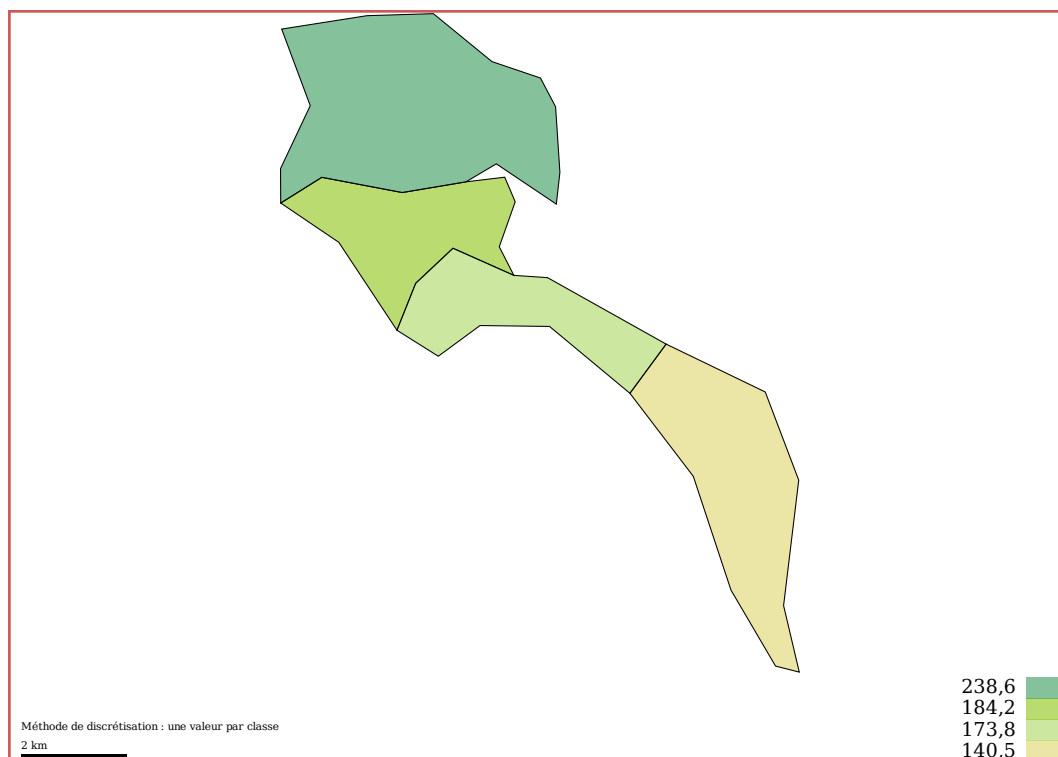 238,6
184,2
173,8
140,5
Méthode de discrétisation : une valeur par classe
2 km